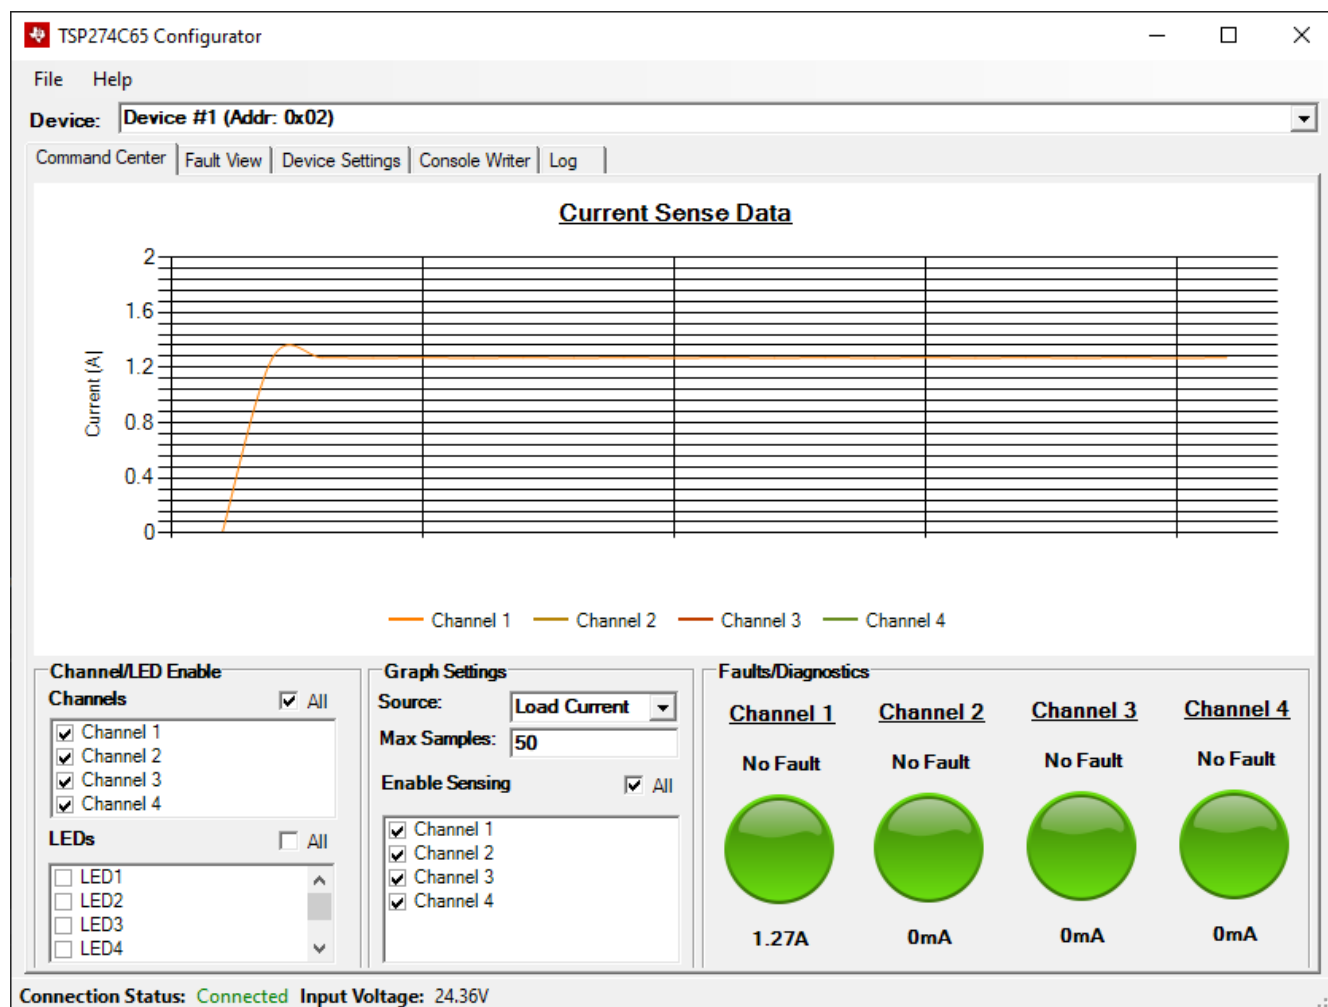 TSP274C65 Configurator
File Help
Device: Device #1 (Addr: 0x02)
Command Center Fault View Device Settings Console Writer Log
Current Sense Data
2
1.6
1.2
0.8
0.4
0
Current (A)
Channel 1 Channel 2 Channel 3 Channel 4
Channel/LED Enable
Channels All
Channel 1
Channel 2
Channel 3
Channel 4
LEDs All
LED1
LED2
LED3
LED4
Graph Settings
Source: Load Current
Max Samples: 50
Enable Sensing All
Channel 1
Channel 2
Channel 3
Channel 4
Faults/Diagnostics
Channel 1 Channel 2 Channel 3 Channel 4
No Fault No Fault No Fault No Fault
1.27A 0mA 0mA 0mA
Connection Status: Connected Input Voltage: 24.36V